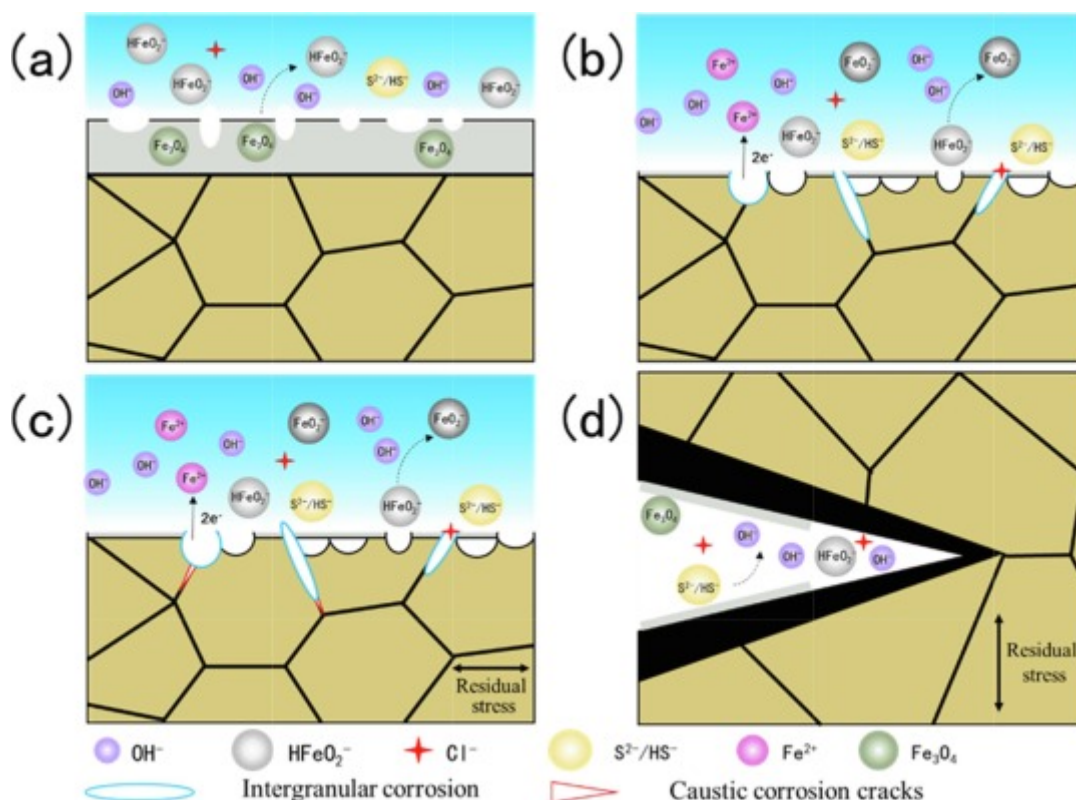 (a)
HFeO₂⁻
HFeO₂⁻
OH⁻
HFeO₂⁻
OH⁻
OH⁻
S²⁻/HS⁻
OH⁻
HFeO₂⁻
Fe₃O₄
Fe₃O₄
Fe₃O₄
(b)
Fe²⁺
OH⁻
FeO₂⁻
OH⁻
FeO₂⁻
OH⁻
OH⁻
OH⁻
Fe²⁺
2e⁻
HFeO₂⁻
S²⁻/HS⁻
HFeO₂⁻
S²⁻/HS⁻
(c)
Fe²⁺
OH⁻
FeO₂⁻
OH⁻
FeO₂⁻
OH⁻
OH⁻
OH⁻
Fe²⁺
2e⁻
HFeO₂⁻
S²⁻/HS⁻
HFeO₂⁻
S²⁻/HS⁻
Residual
stress
(d)
Fe₃O₄
OH⁻
OH⁻
HFeO₂⁻
OH⁻
S²⁻/HS⁻
Residual
stress
OH⁻
HFeO₂⁻
Cl⁻
S²⁻/HS⁻
Fe²⁺
Fe₃O₄
Intergranular corrosion
Caustic corrosion cracks